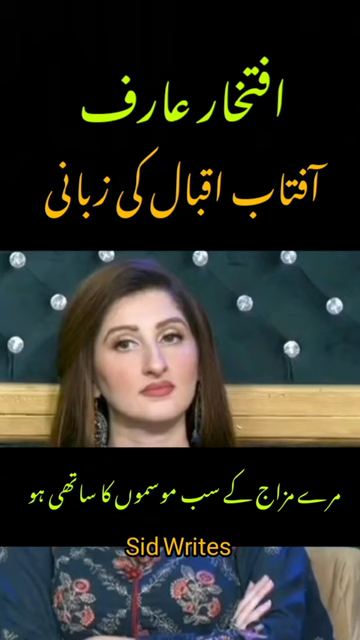 افتخار عارف
آفتاب اقبال کی زبانی
مرے مزاج کے سب موسموں کا ساتھی ہو
Sid Writes